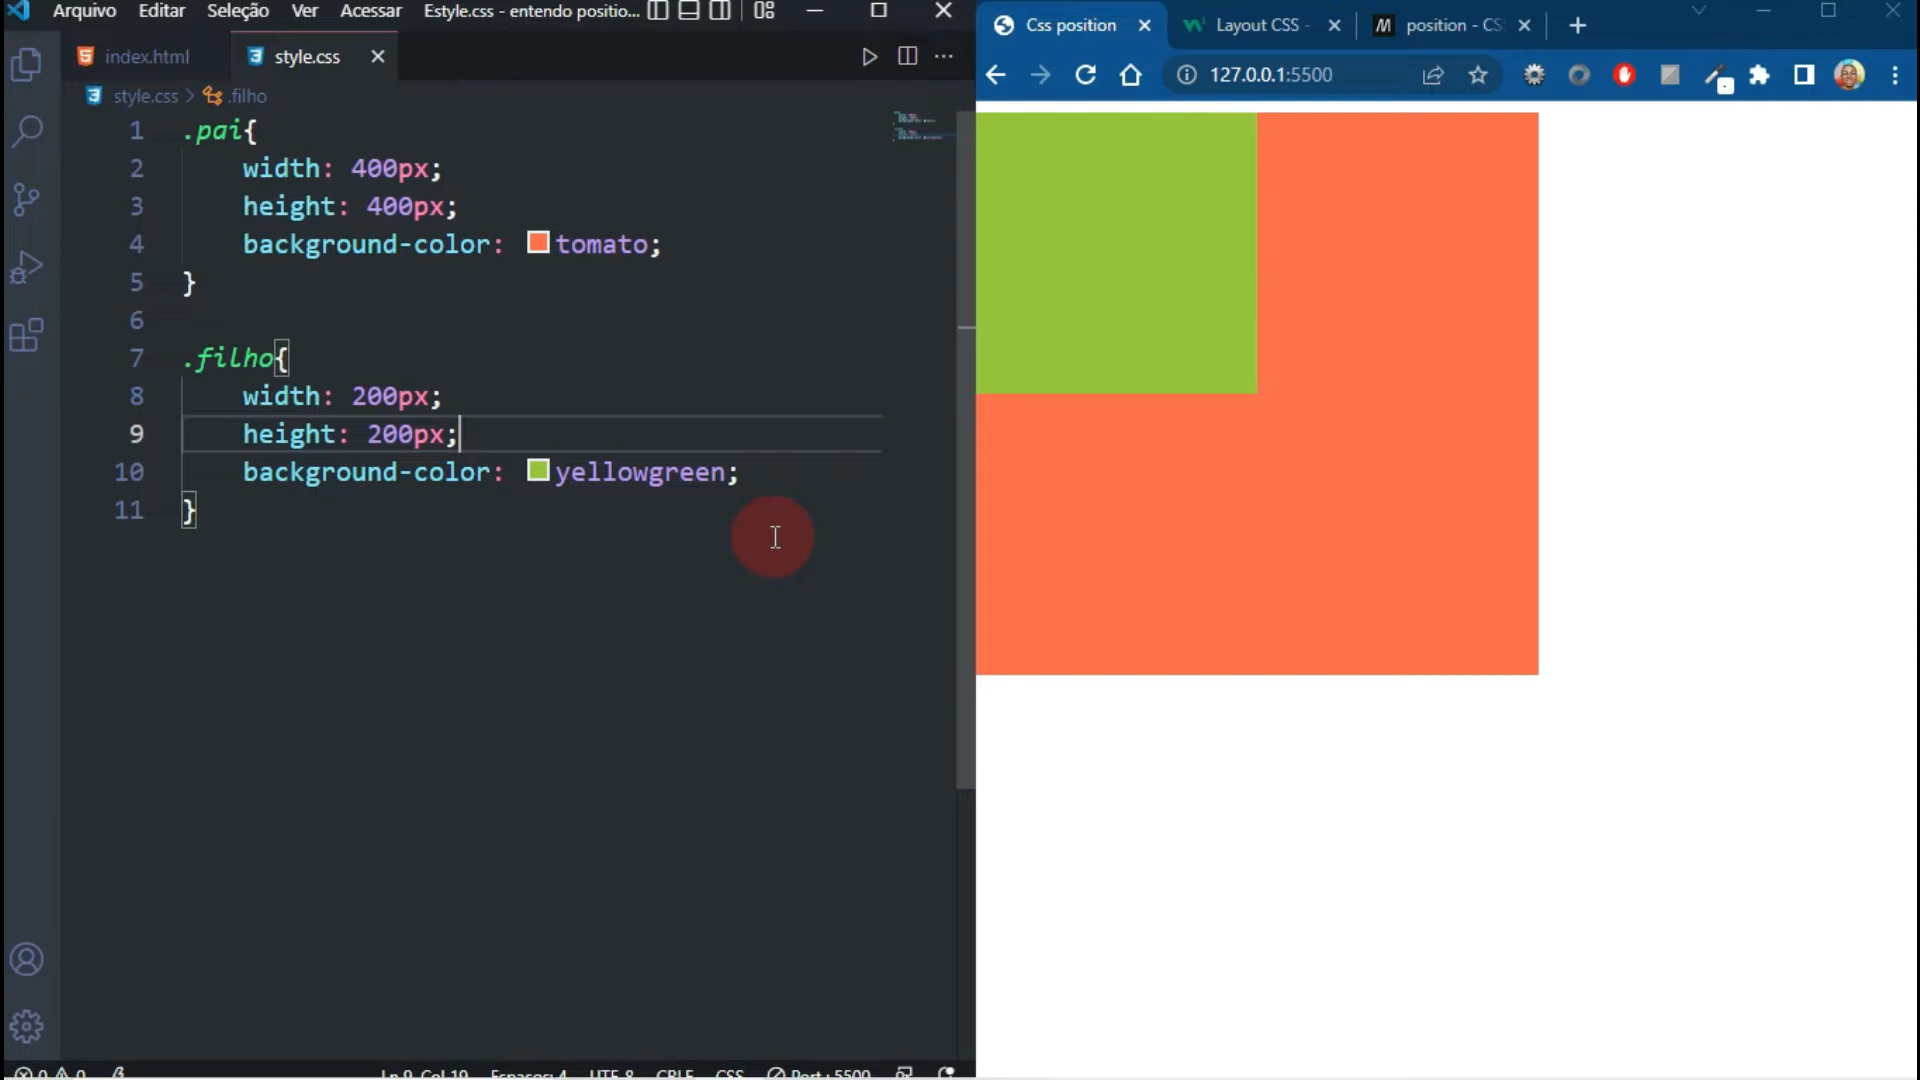 Arquivo Editar Seleção Ver Acessar Estyle.css - entendo positio...
index.html style.css
style.css > .filho
1 .pai{
2 width: 400px;
3 height: 400px;
4 background-color: tomato;
5 }
6
7 .filho{
8 width: 200px;
9 height: 200px;
10 background-color: yellowgreen;
11 }
0 0 Ln 9, Col 19 Espaços: 4 UTF-8 CRLF CSS Port : 5500
Css position Layout CSS - position - CS
127.0.0.1:5500